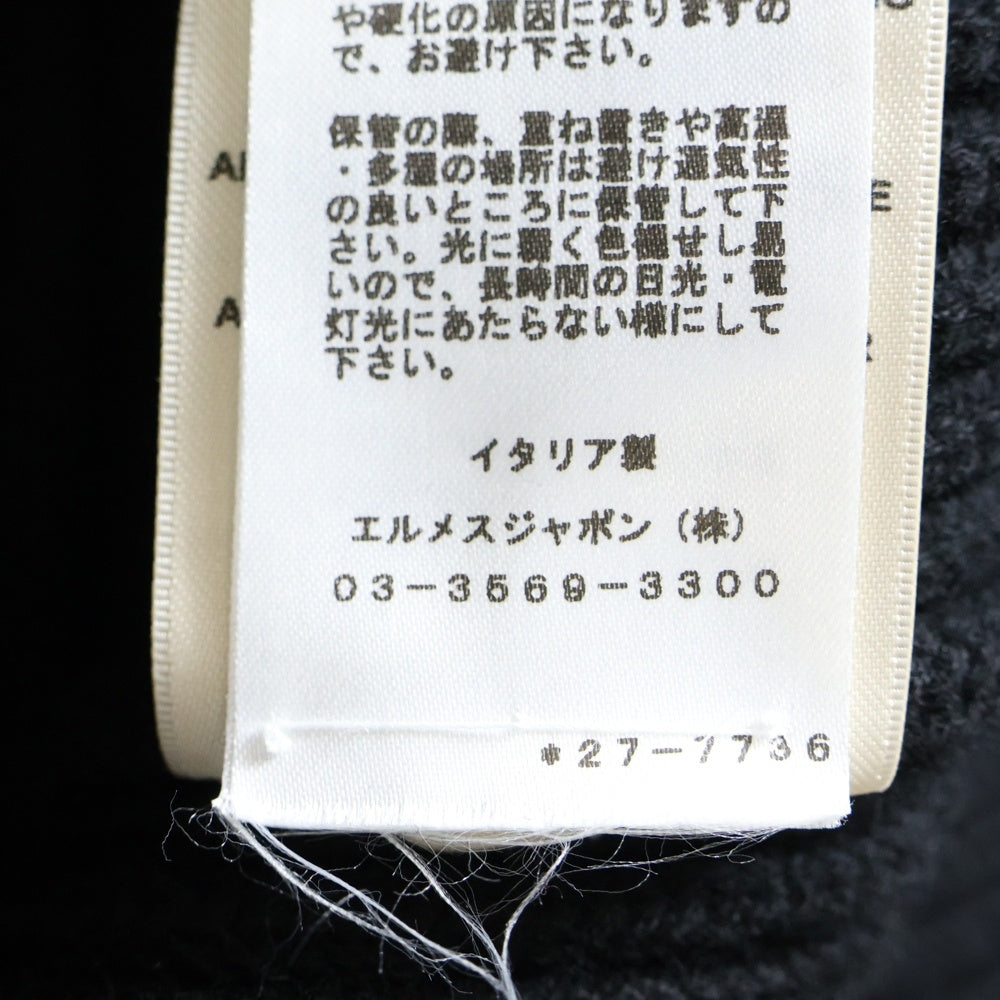 や硬化の原因になりますの
で、お避け下さい。
保管の際、重ね置きや高温
・多湿の場所は避け通気性
の良いところに保管して下
さい。光に弱く色褪せし易
いので、長時間の日光・電
灯光にあたらない様にして
下さい。
イタリア製
エルメスジャポン（株）
03-3569-3300
*27-7736